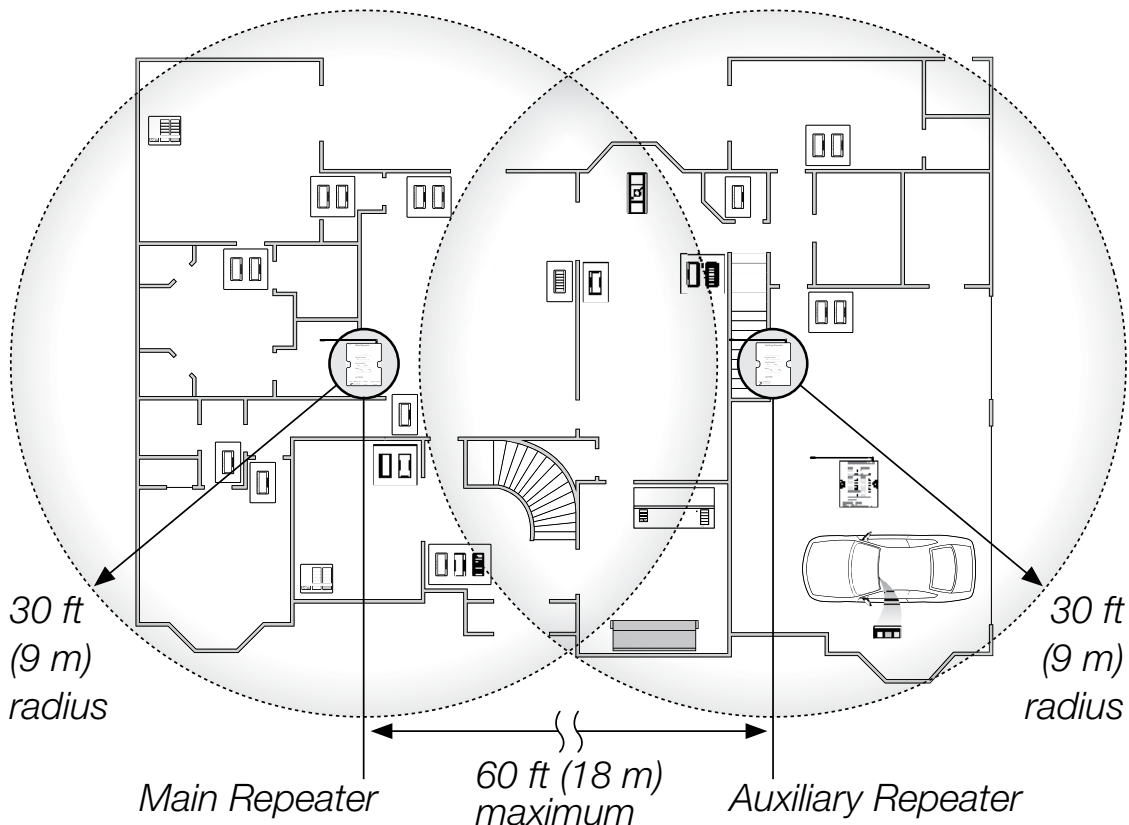 30 ft
(9 m)
radius
30 ft
(9 m)
radius
60 ft (18 m)
maximum
Main Repeater
Auxiliary Repeater